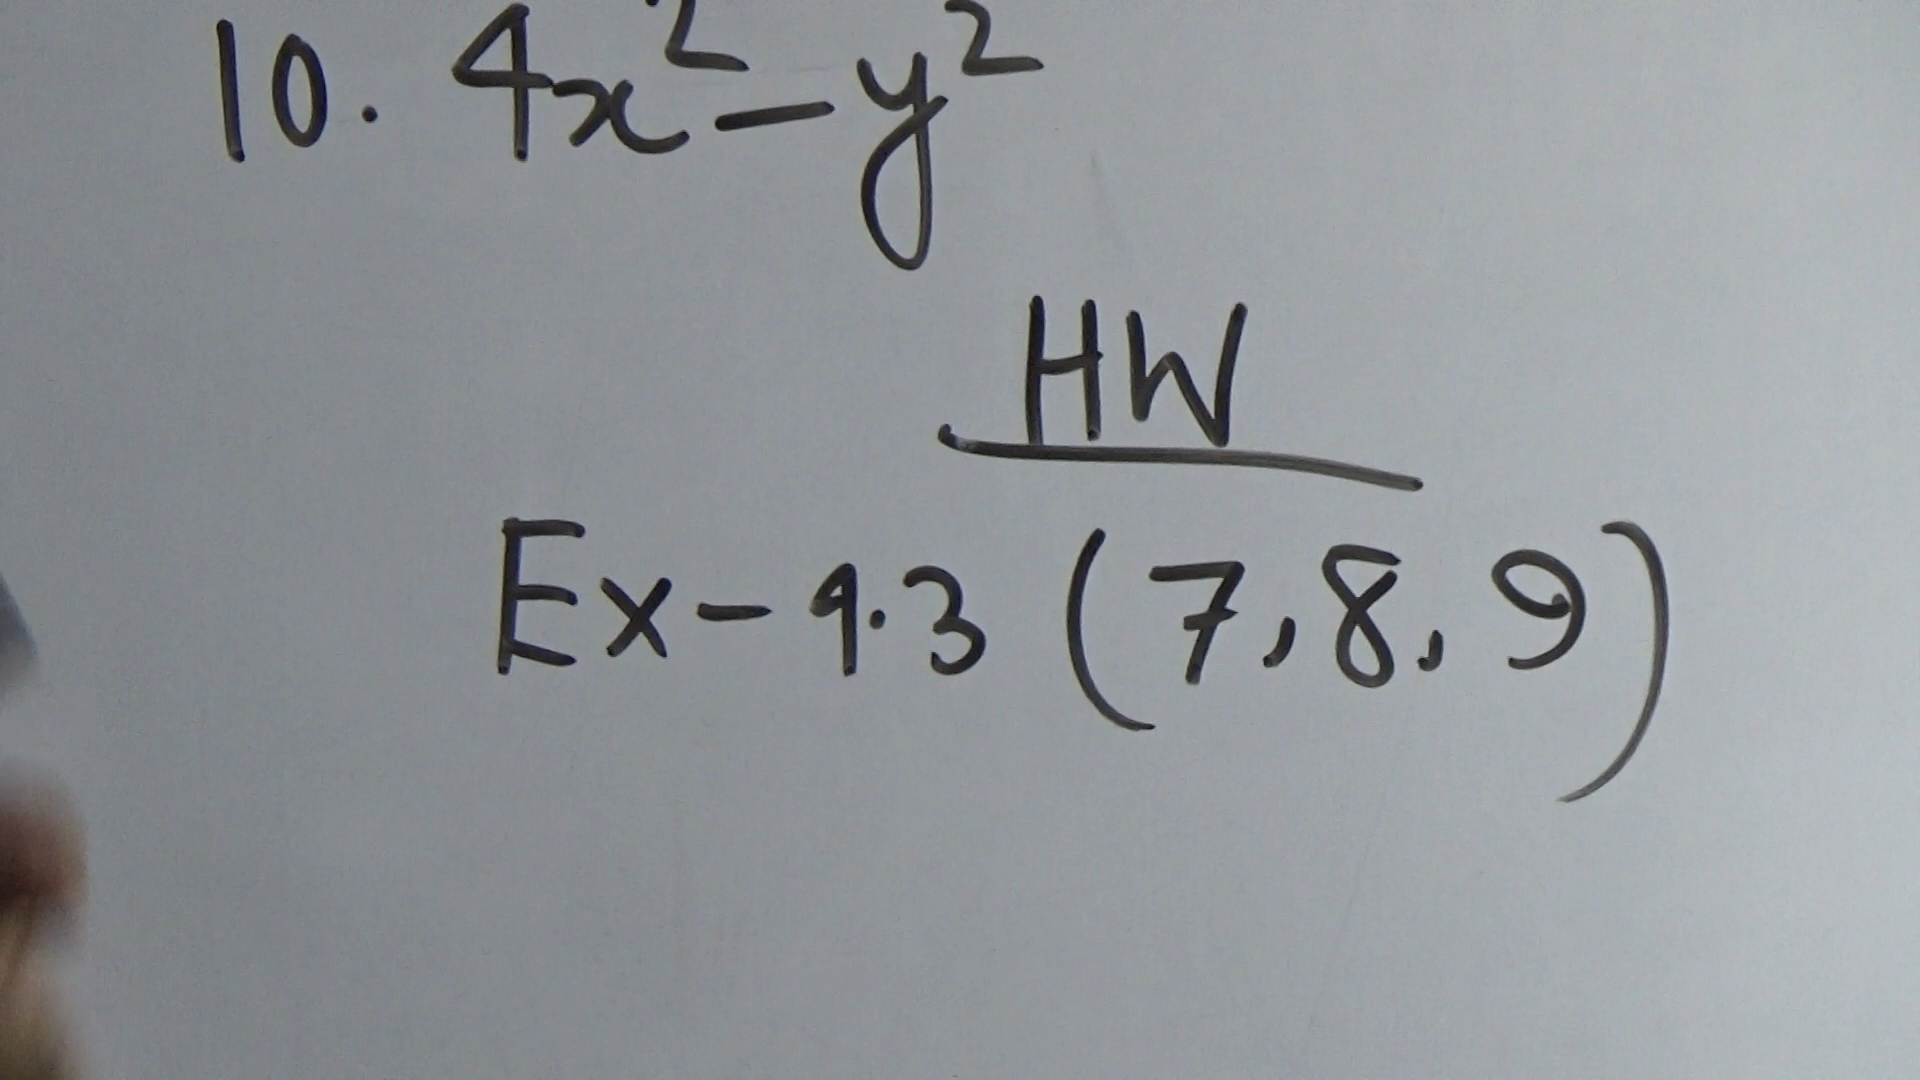 10. 4x² – y²
HW
Ex – 9.3 (7, 8, 9)